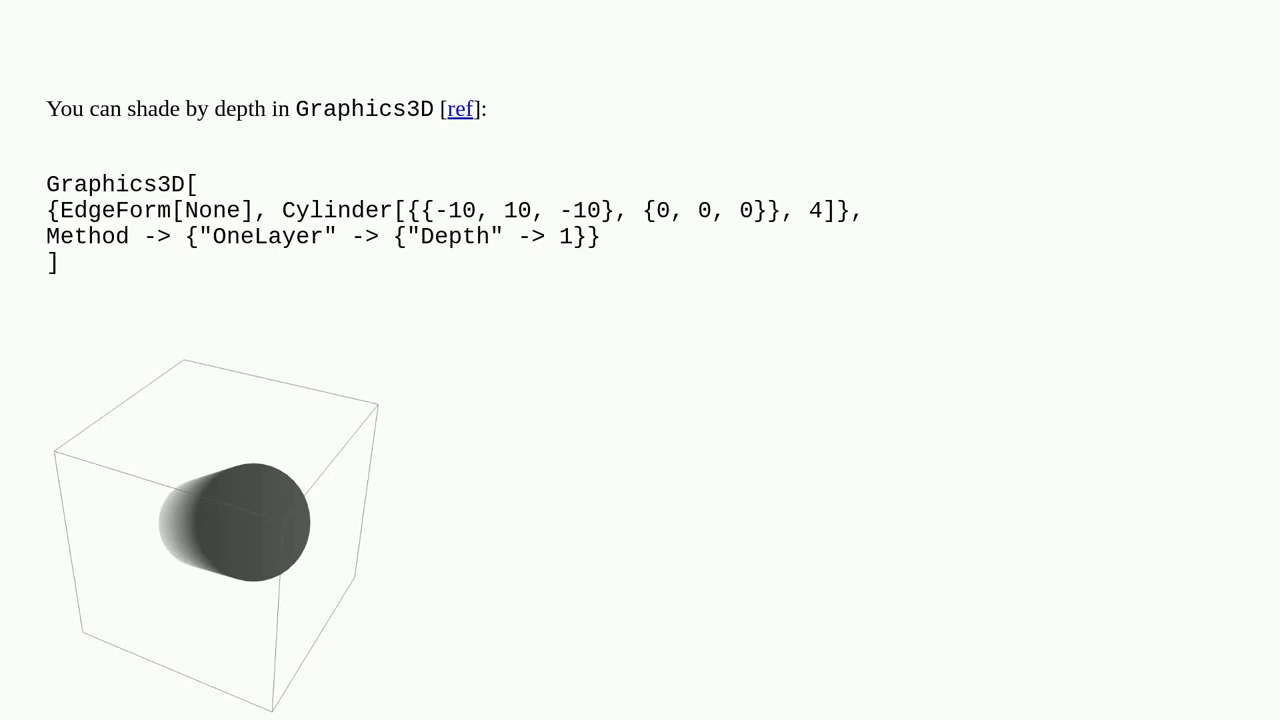 You can shade by depth in Graphics3D [ref]:
Graphics3D[
{EdgeForm[None], Cylinder[{{-10, 10, -10}, {0, 0, 0}}, 4]},
Method -> {"OneLayer" -> {"Depth" -> 1}}
]